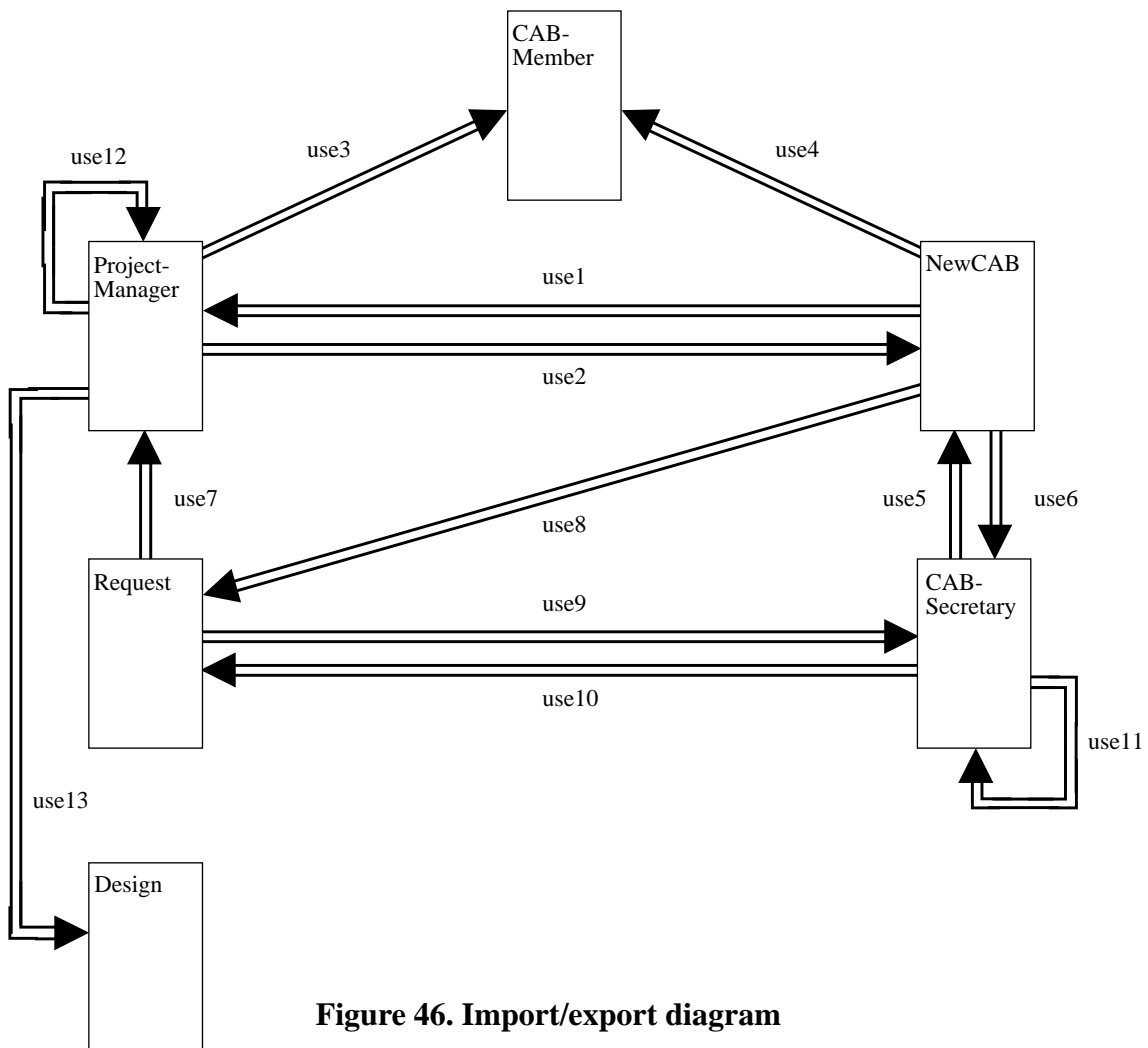 CAB-
Member
use12
use3
use4
Project-
Manager
NewCAB
use1
use2
use7
use8
use5
use6
Request
CAB-
Secretary
use9
use10
use11
use13
Design
Figure 46. Import/export diagram